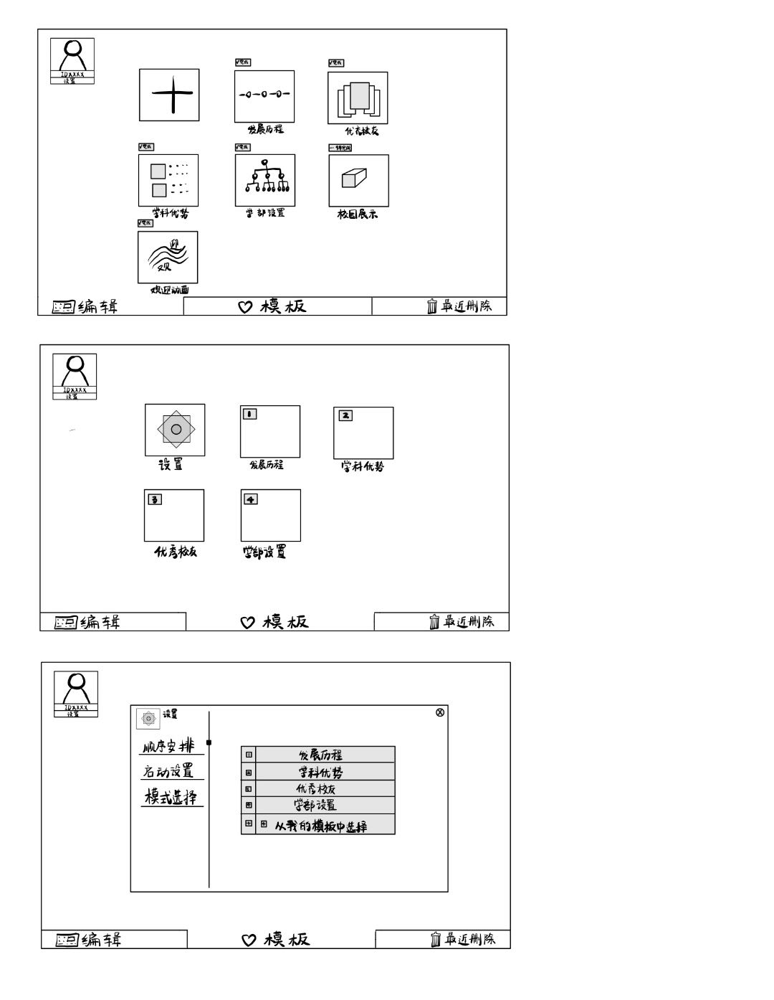 IDXXXX
设置
√完成
√完成
发展历程
优秀校友
√完成
√完成
一 待完成
学科优势
学部设置
校园展示
√完成
迎
观
欢迎动画
编辑
模板
最近删除
IDXXXX
设置
1
2
设置
发展历程
学科优势
3
4
优秀校友
学部设置
编辑
模板
最近删除
IDXXXX
设置
设置
顺序安排
启动设置
模式选择
1 发展历程
2 学科优势
3 优秀校友
4 学部设置
从我的模板中选择
编辑
模板
最近删除